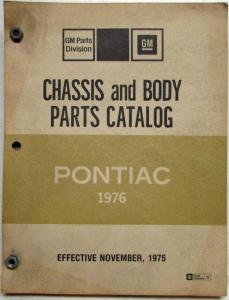 GM Parts
Division
GM
CHASSIS and BODY
PARTS CATALOG
PONTIAC
1976
EFFECTIVE NOVEMBER, 1975